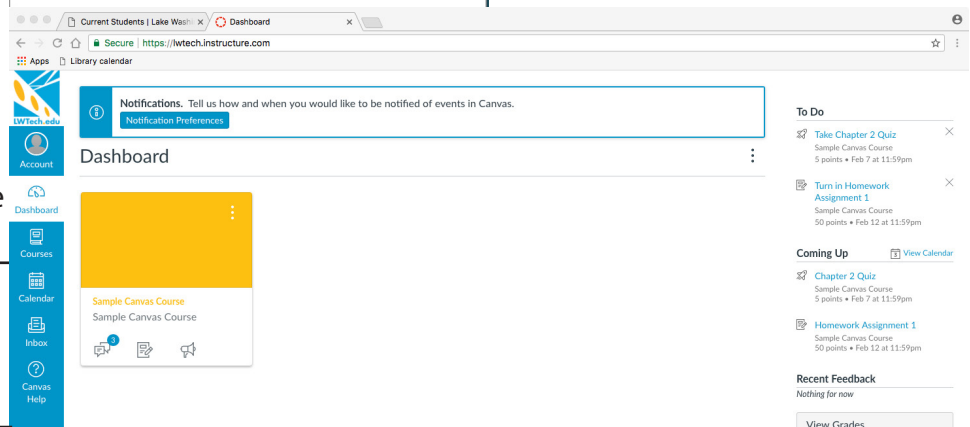 Current Students | Lake Wash
Dashboard
Secure | https://lwtech.instructure.com
Apps
Library calendar
LWTech.edu
Account
Dashboard
Courses
Calendar
Inbox
Canvas
Help
e
Notifications. Tell us how and when you would like to be notified of events in Canvas.
Notification Preferences
Dashboard
Sample Canvas Course
Sample Canvas Course
3
To Do
Take Chapter 2 Quiz
Sample Canvas Course
5 points • Feb 7 at 11:59pm
Turn in Homework
Assignment 1
Sample Canvas Course
50 points • Feb 12 at 11:59pm
Coming Up
View Calendar
Chapter 2 Quiz
Sample Canvas Course
5 points • Feb 7 at 11:59pm
Homework Assignment 1
Sample Canvas Course
50 points • Feb 12 at 11:59pm
Recent Feedback
Nothing for now
View Grades